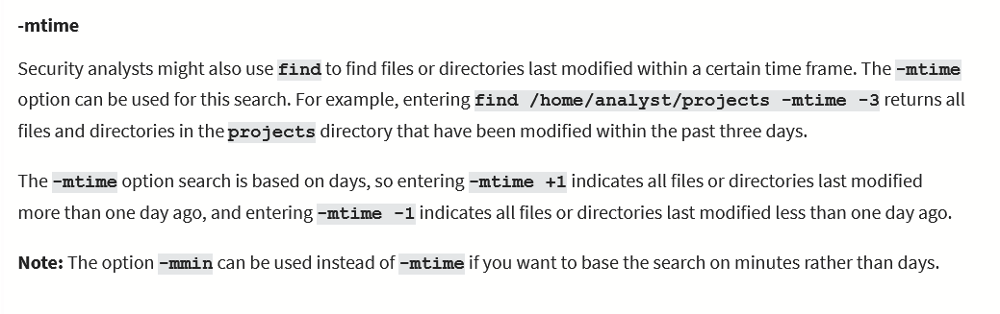 -mtime
Security analysts might also use find to find files or directories last modified within a certain time frame. The -mtime
option can be used for this search. For example, entering find /home/analyst/projects -mtime -3 returns all
files and directories in the projects directory that have been modified within the past three days.
The -mtime option search is based on days, so entering -mtime +1 indicates all files or directories last modified
more than one day ago, and entering -mtime -1 indicates all files or directories last modified less than one day ago.
Note: The option -mmin can be used instead of -mtime if you want to base the search on minutes rather than days.